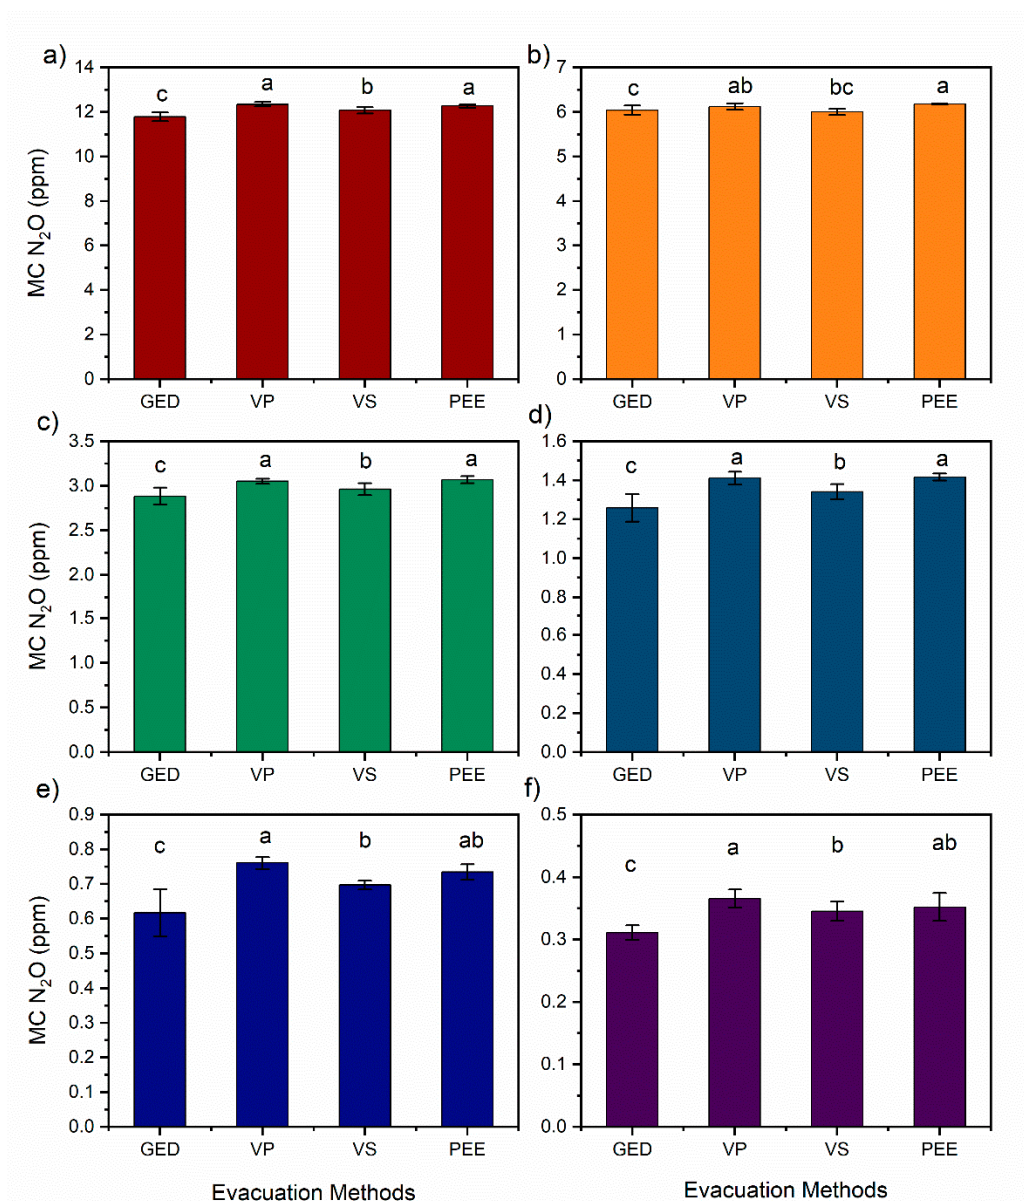 a)
MC N₂O (ppm)
14
12
10
8
6
4
2
0
c
a
b
a
GED VP VS PEE
b)
7
6
5
4
3
2
1
0
c
ab
bc
a
GED VP VS PEE
c)
MC N₂O (ppm)
3.5
3.0
2.5
2.0
1.5
1.0
0.5
0.0
c
a
b
a
GED VP VS PEE
d)
1.6
1.4
1.2
1.0
0.8
0.6
0.4
0.2
0.0
c
a
b
a
GED VP VS PEE
e)
MC N₂O (ppm)
0.9
0.8
0.7
0.6
0.5
0.4
0.3
0.2
0.1
0.0
c
a
b
ab
GED VP VS PEE
Evacuation Methods
f)
0.5
0.4
0.3
0.2
0.1
0.0
c
a
b
ab
GED VP VS PEE
Evacuation Methods